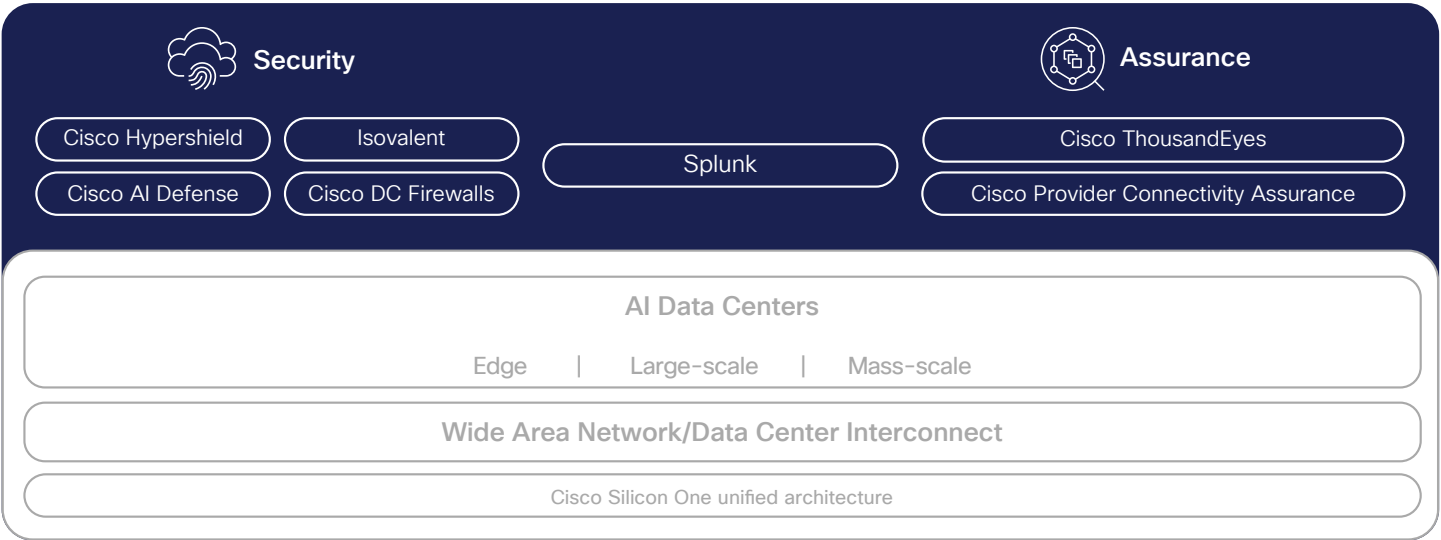 Security
Cisco Hypershield
Isovalent
Cisco AI Defense
Cisco DC Firewalls
Splunk
Assurance
Cisco ThousandEyes
Cisco Provider Connectivity Assurance
AI Data Centers
Edge | Large-scale | Mass-scale
Wide Area Network/Data Center Interconnect
Cisco Silicon One unified architecture